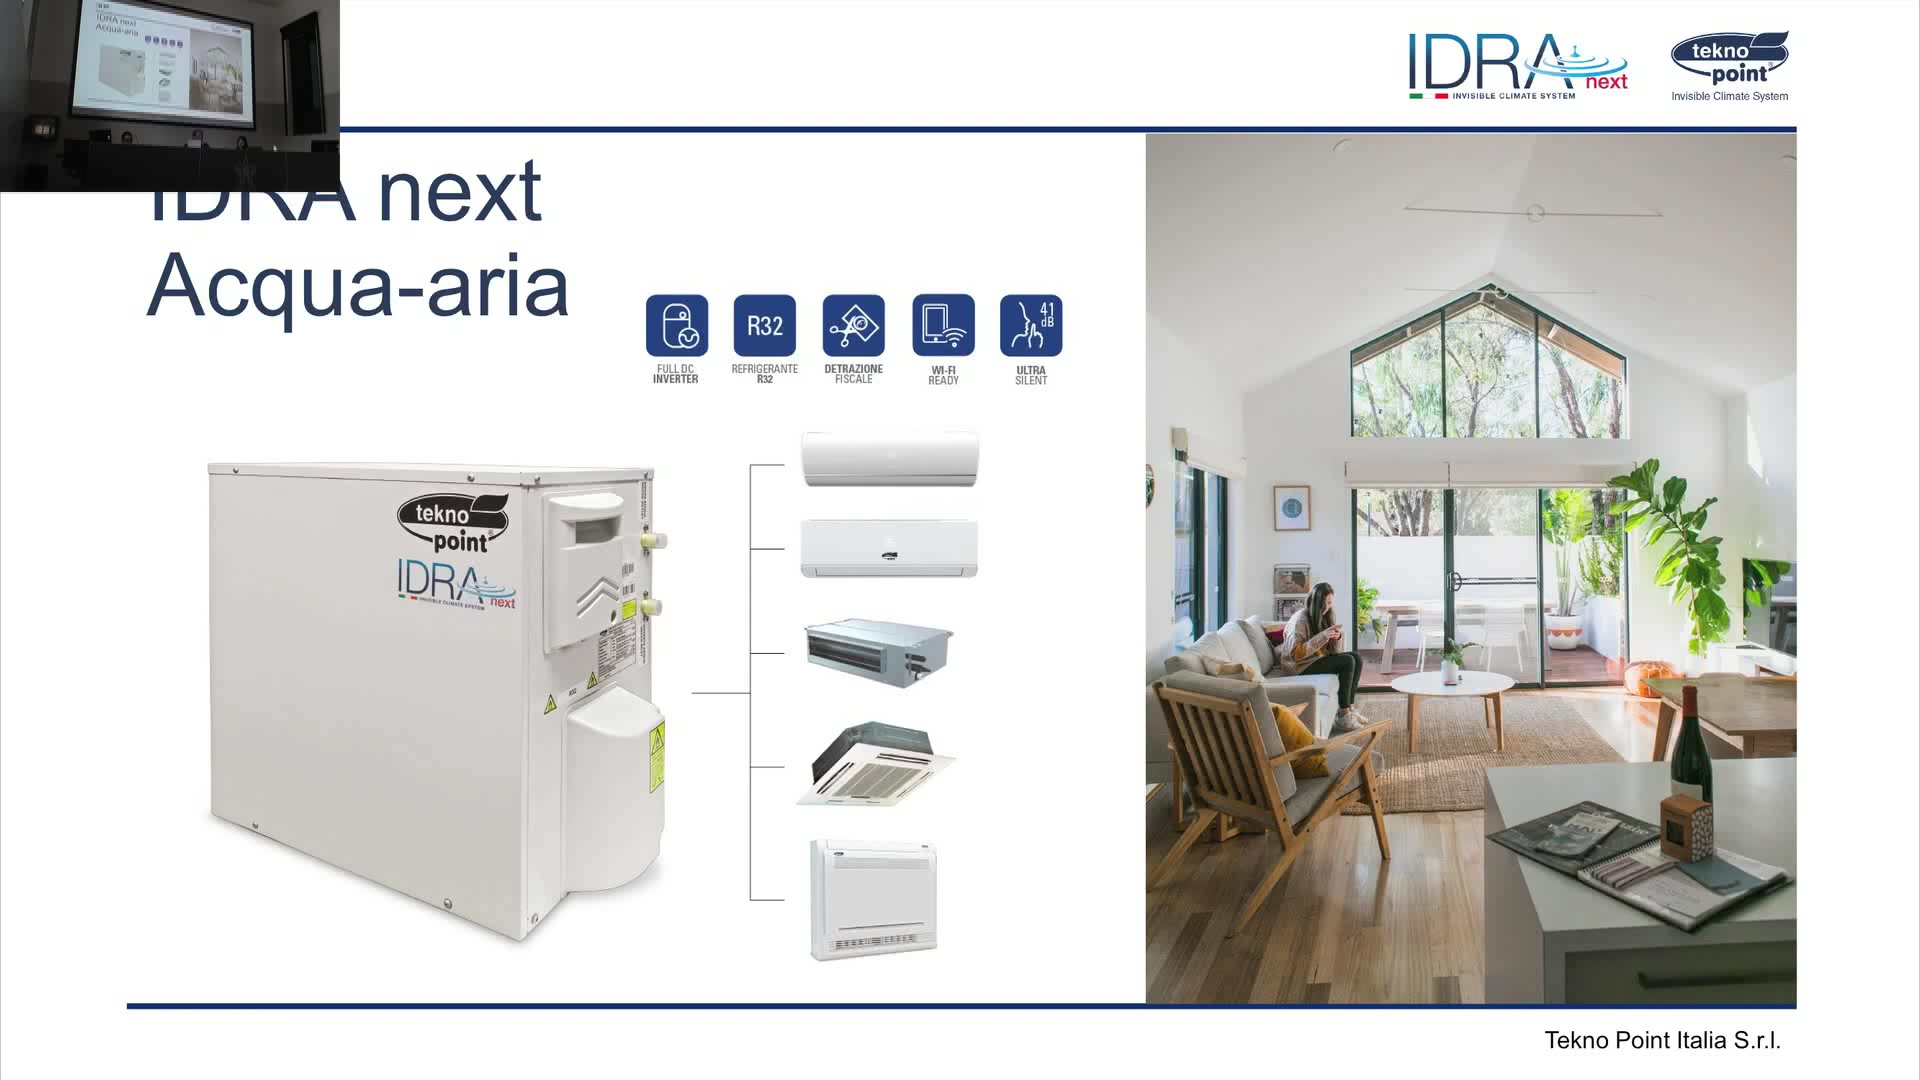 IDRA next
INVISIBLE CLIMATE SYSTEM
tekno
point
Invisible Climate System
IDRA next
Acqua-aria
R32
41
dB
FULL DC
INVERTER
REFRIGERANTE
R32
DETRAZIONE
FISCALE
WI-FI
READY
ULTRA
SILENT
tekno
point
IDRA next
INVISIBLE CLIMATE SYSTEM
R32
Tekno Point Italia S.r.l.
IDRA next
Acqua-aria